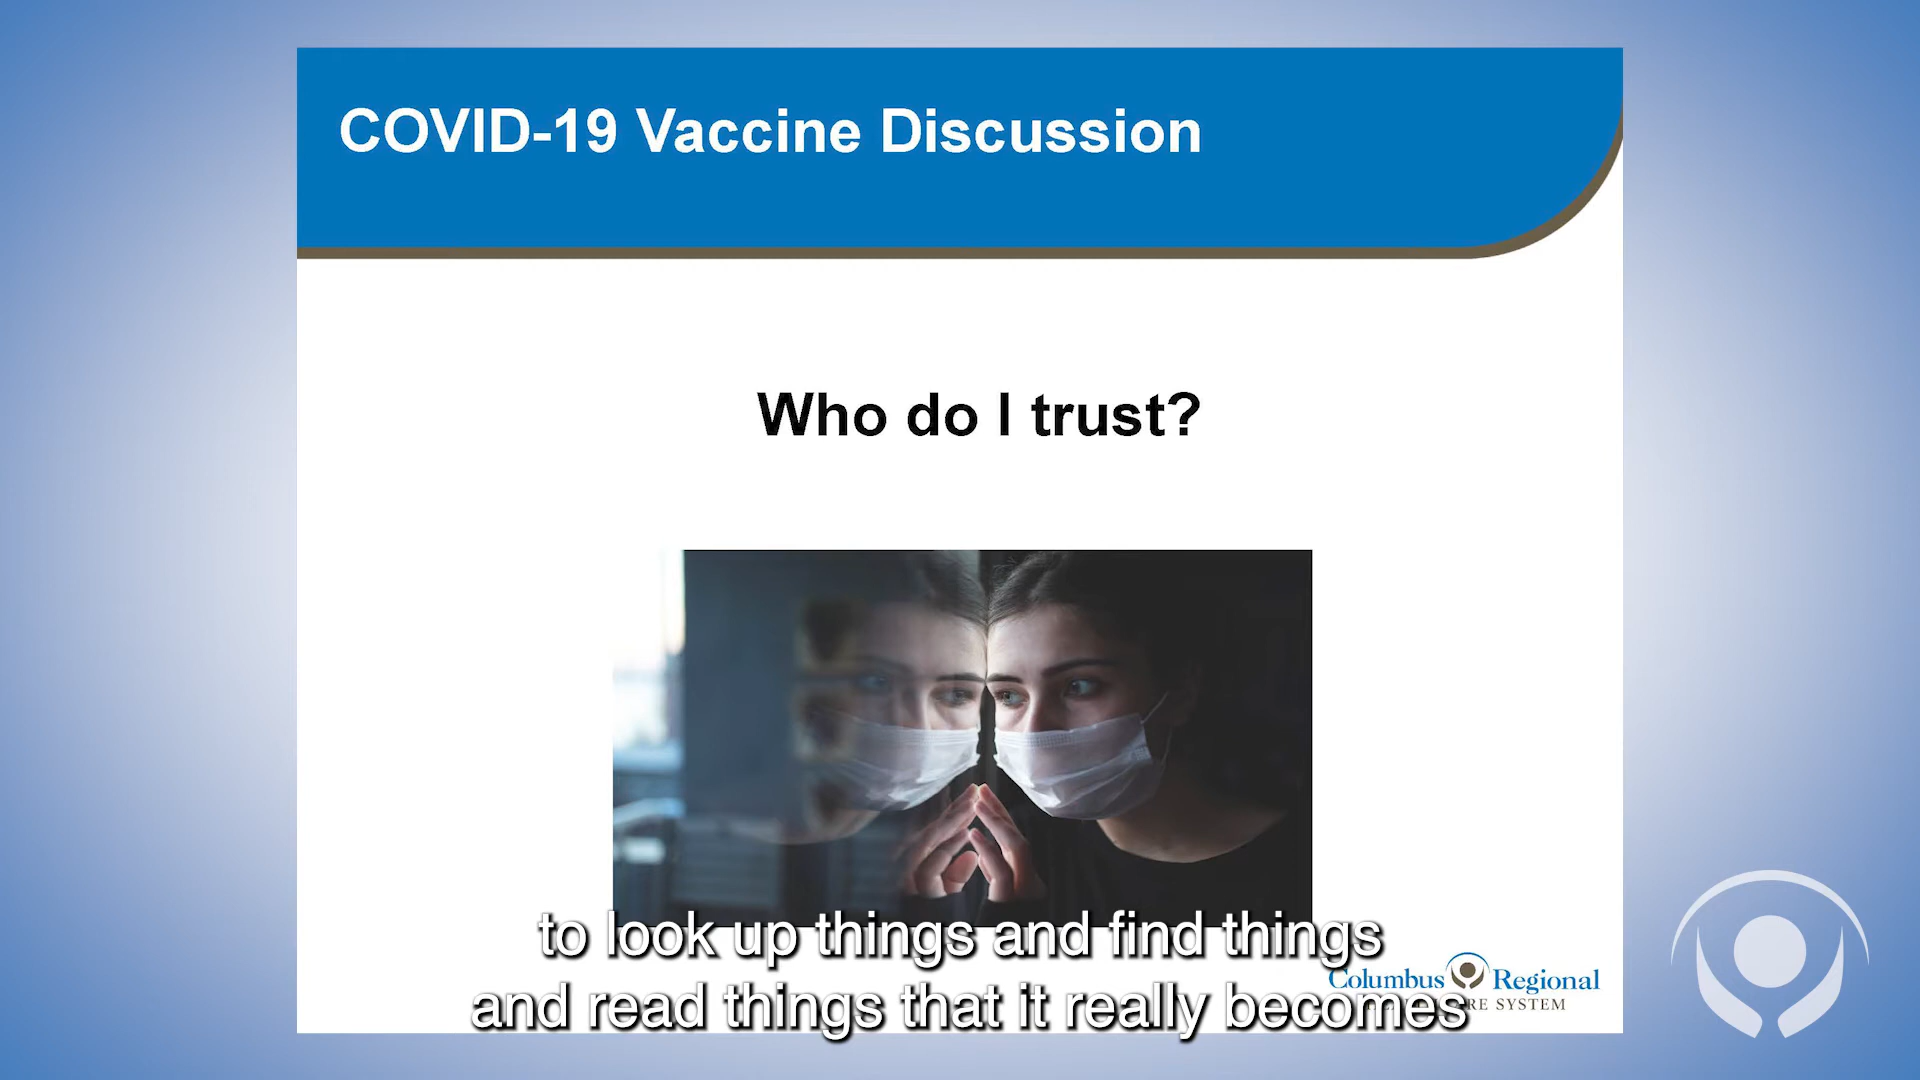 COVID-19 Vaccine Discussion
Who do I trust?
to look up things and find things
Columbus Regional
and read things that it really becomes
SYSTEM